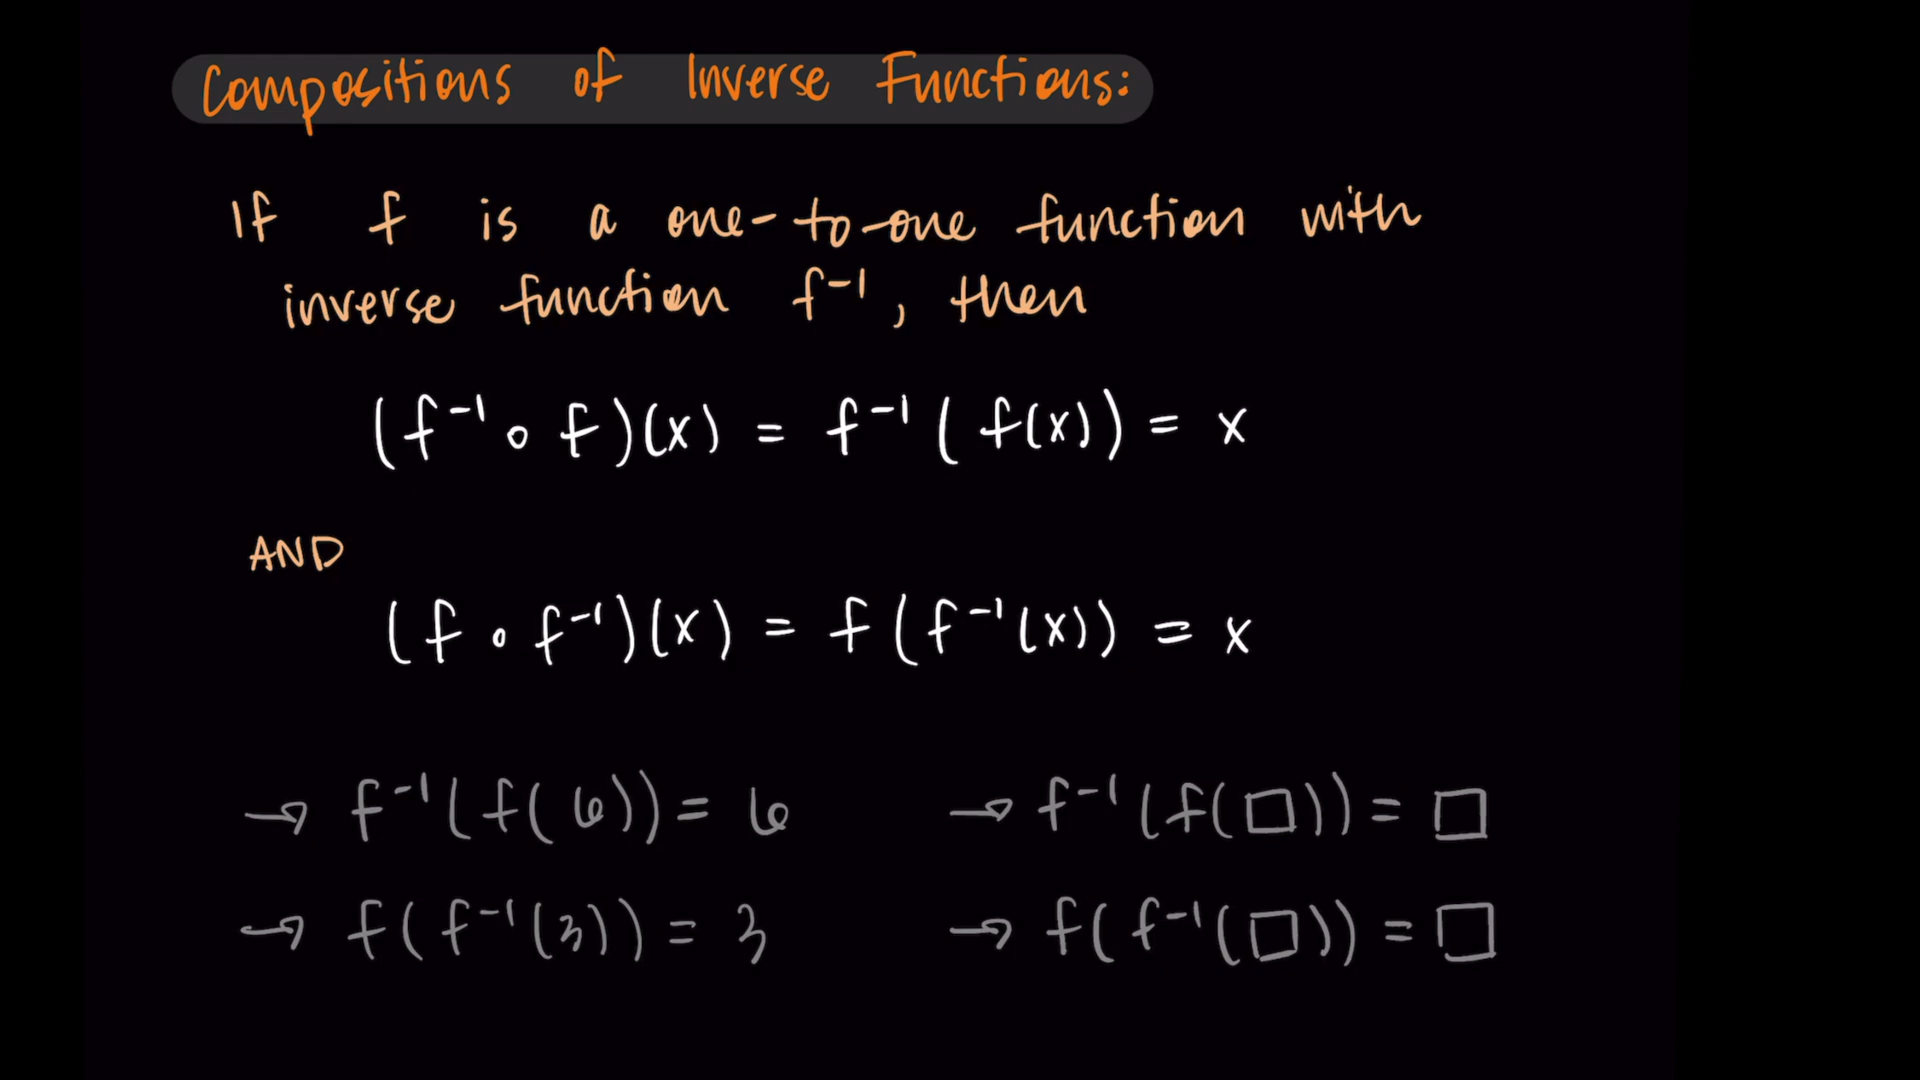 Compositions of Inverse Functions:
If f is a one-to-one function with
inverse function f⁻¹, then
(f⁻¹ ∘ f)(x) = f⁻¹(f(x)) = x
AND
(f ∘ f⁻¹)(x) = f(f⁻¹(x)) = x
→ f⁻¹(f(6)) = 6
→ f⁻¹(f(□)) = □
→ f(f⁻¹(3)) = 3
→ f(f⁻¹(□)) = □